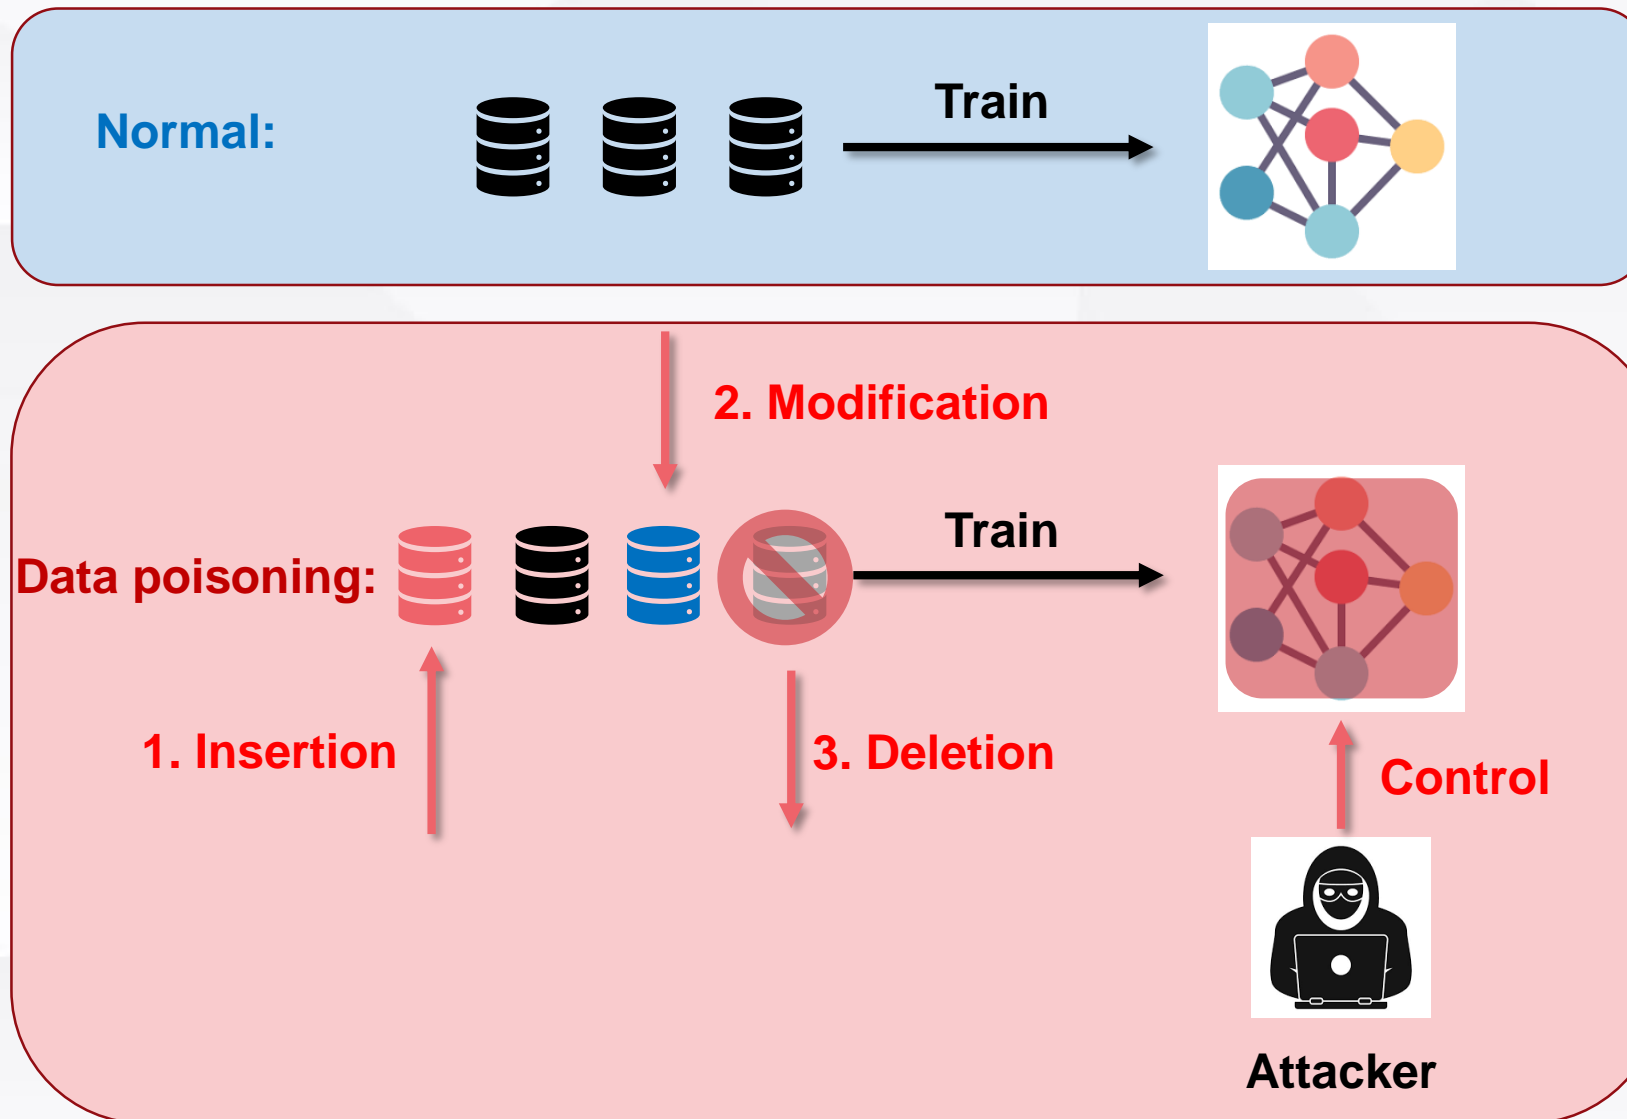 Normal:
Train
2. Modification
Data poisoning:
Train
1. Insertion
3. Deletion
Control
Attacker